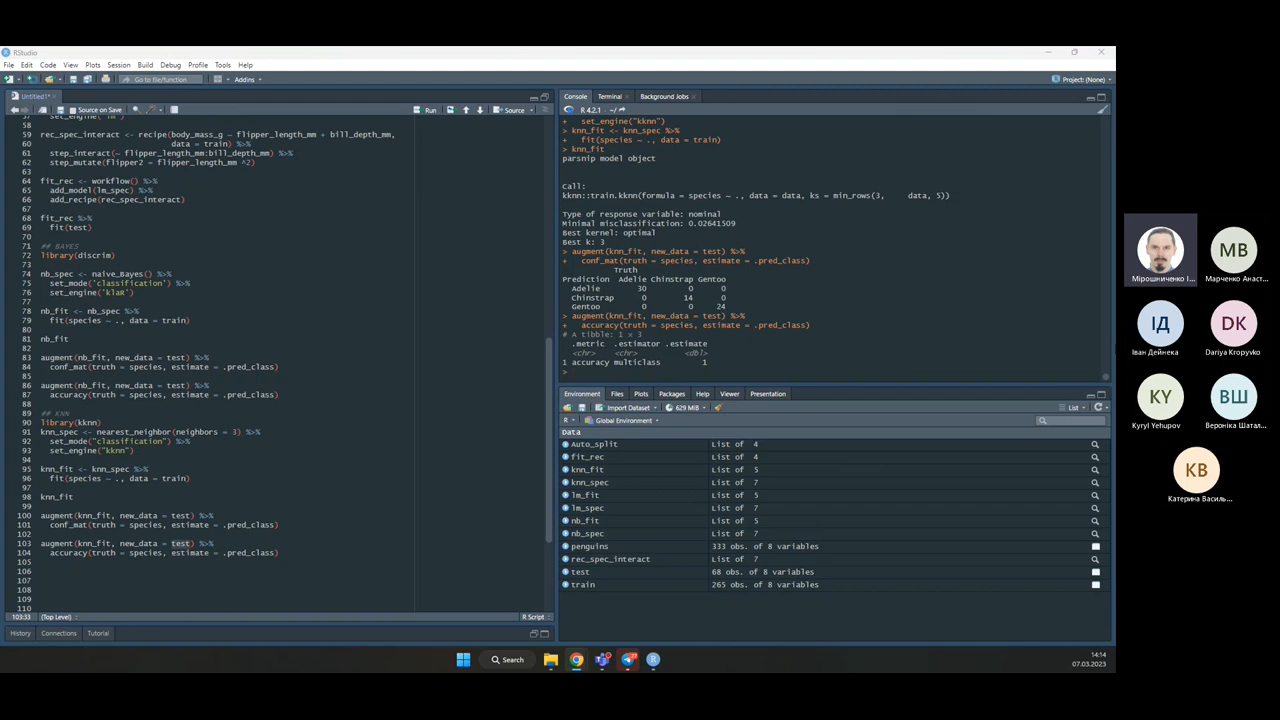 RStudio
File Edit Code View Plots Session Build Debug Profile Tools Help
Go to file/function Addins Project: (None)
Untitled1*
Source on Save Run Source
58
59 rec_spec_interact <- recipe(body_mass_g ~ flipper_length_mm + bill_depth_mm,
60 data = train) %>%
61 step_interact(~ flipper_length_mm:bill_depth_mm) %>%
62 step_mutate(flipper2 = flipper_length_mm ^2)
63
64 fit_rec <- workflow() %>%
65 add_model(lm_spec) %>%
66 add_recipe(rec_spec_interact)
67
68 fit_rec %>%
69 fit(test)
70
71 ## BAYES
72 library(discrim)
73
74 nb_spec <- naive_Bayes() %>%
75 set_mode('classification') %>%
76 set_engine('klaR')
77
78 nb_fit <- nb_spec %>%
79 fit(species ~ ., data = train)
80
81 nb_fit
82
83 augment(nb_fit, new_data = test) %>%
84 conf_mat(truth = species, estimate = .pred_class)
85
86 augment(nb_fit, new_data = test) %>%
87 accuracy(truth = species, estimate = .pred_class)
88
89 ## KNN
90 library(kknn)
91 knn_spec <- nearest_neighbor(neighbors = 3) %>%
92 set_mode("classification") %>%
93 set_engine("kknn")
94
95 knn_fit <- knn_spec %>%
96 fit(species ~ ., data = train)
97
98 knn_fit
99
100 augment(knn_fit, new_data = test) %>%
101 conf_mat(truth = species, estimate = .pred_class)
102
103 augment(knn_fit, new_data = test) %>%
104 accuracy(truth = species, estimate = .pred_class)
105
106
107
108
109
110
103:33 (Top Level) R Script
History Connections Tutorial
Console Terminal Background Jobs
R 4.2.1 · ~/
+ set_engine("kknn")
> knn_fit <- knn_spec %>%
+ fit(species ~ ., data = train)
> knn_fit
parsnip model object
Call:
kknn::train.kknn(formula = species ~ ., data = data, ks = min_rows(3, data, 5))
Type of response variable: nominal
Minimal misclassification: 0.02641509
Best kernel: optimal
Best k: 3
> augment(knn_fit, new_data = test) %>%
+ conf_mat(truth = species, estimate = .pred_class)
Truth
Prediction Adelie Chinstrap Gentoo
Adelie 30 0 0
Chinstrap 0 14 0
Gentoo 0 0 24
> augment(knn_fit, new_data = test) %>%
+ accuracy(truth = species, estimate = .pred_class)
# A tibble: 1 x 3
.metric .estimator .estimate
<chr> <chr> <dbl>
1 accuracy multiclass 1
>
Environment Files Plots Packages Help Viewer Presentation
Import Dataset 629 MiB List
R Global Environment
Data
Auto_split List of 4
fit_rec List of 4
knn_fit List of 5
knn_spec List of 7
lm_fit List of 5
lm_spec List of 7
nb_fit List of 5
nb_spec List of 7
penguins 333 obs. of 8 variables
rec_spec_interact List of 7
test 68 obs. of 8 variables
train 265 obs. of 8 variables
Search
14:14
07.03.2023
Мірошниченко І...
МВ
Марченко Анаст...
ІД
Іван Дейнека
DK
Dariya Kropyvko
KY
Kyryl Yehupov
ВШ
Вероніка Шатал...
КВ
Катерина Василь...